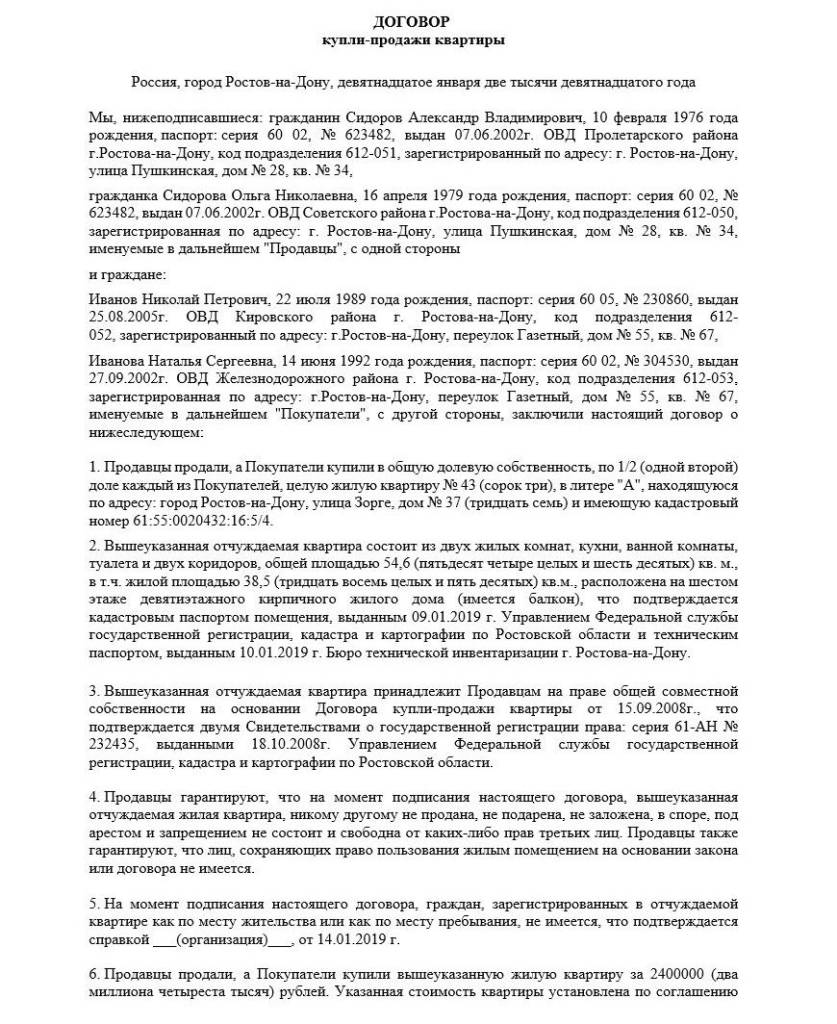 ДОГОВОР
купли-продажи квартиры
Россия, город Ростов-на-Дону, девятнадцатое января две тысячи девятнадцатого года
Мы, нижеподписавшиеся: гражданин Сидоров Александр Владимирович, 10 февраля 1976 года
рождения, паспорт: серия 60 02, № 623482, выдан 07.06.2002г. ОВД Пролетарского района
г.Ростова-на-Дону, код подразделения 612-051, зарегистрированный по адресу: г. Ростов-на-Дону,
улица Пушкинская, дом № 28, кв. № 34,
гражданка Сидорова Ольга Николаевна, 16 апреля 1979 года рождения, паспорт: серия 60 02, №
623482, выдан 07.06.2002г. ОВД Советского района г.Ростова-на-Дону, код подразделения 612-050,
зарегистрированная по адресу: г. Ростов-на-Дону, улица Пушкинская, дом № 28, кв. № 34,
именуемые в дальнейшем "Продавцы", с одной стороны
и граждане:
Иванов Николай Петрович, 22 июля 1989 года рождения, паспорт: серия 60 05, № 230860, выдан
25.08.2005г. ОВД Кировского района г. Ростова-на-Дону, код подразделения 612-
052, зарегистрированный по адресу: г.Ростов-на-Дону, переулок Газетный, дом № 55, кв. № 67,
Иванова Наталья Сергеевна, 14 июня 1992 года рождения, паспорт: серия 60 02, № 304530, выдан
27.09.2002г. ОВД Железнодорожного района г. Ростова-на-Дону, код подразделения 612-053,
зарегистрированная по адресу: г.Ростов-на-Дону, переулок Газетный, дом № 55, кв. № 67,
именуемые в дальнейшем "Покупатели", с другой стороны, заключили настоящий договор о
нижеследующем:
1. Продавцы продали, а Покупатели купили в общую долевую собственность, по 1/2 (одной второй)
доле каждый из Покупателей, целую жилую квартиру № 43 (сорок три), в литере "А", находящуюся
по адресу: город Ростов-на-Дону, улица Зорге, дом № 37 (тридцать семь) и имеющую кадастровый
номер 61:55:0020432:16:5/4.
2. Вышеуказанная отчуждаемая квартира состоит из двух жилых комнат, кухни, ванной комнаты,
туалета и двух коридоров, общей площадью 54,6 (пятьдесят четыре целых и шесть десятых) кв. м.,
в т.ч. жилой площадью 38,5 (тридцать восемь целых и пять десятых) кв.м., расположена на шестом
этаже девятиэтажного кирпичного жилого дома (имеется балкон), что подтверждается
кадастровым паспортом помещения, выданным 09.01.2019 г. Управлением Федеральной службы
государственной регистрации, кадастра и картографии по Ростовской области и техническим
паспортом, выданным 10.01.2019 г. Бюро технической инвентаризации г. Ростова-на-Дону.
3. Вышеуказанная отчуждаемая квартира принадлежит Продавцам на праве общей совместной
собственности на основании Договора купли-продажи квартиры от 15.09.2008г., что
подтверждается двумя Свидетельствами о государственной регистрации права: серия 61-АН №
232435, выданными 18.10.2008г. Управлением Федеральной службы государственной
регистрации, кадастра и картографии по Ростовской области.
4. Продавцы гарантируют, что на момент подписания настоящего договора, вышеуказанная
отчуждаемая жилая квартира, никому другому не продана, не подарена, не заложена, в споре, под
арестом и запрещением не состоит и свободна от каких-либо прав третьих лиц. Продавцы также
гарантируют, что лиц, сохраняющих право пользования жилым помещением на основании закона
или договора не имеется.
5. На момент подписания настоящего договора, граждан, зарегистрированных в отчуждаемой
квартире как по месту жительства или как по месту пребывания, не имеется, что подтверждается
справкой ___(организация)___, от 14.01.2019 г.
6. Продавцы продали, а Покупатели купили вышеуказанную жилую квартиру за 2400000 (два
миллиона четыреста тысяч) рублей. Указанная стоимость квартиры установлена по соглашению